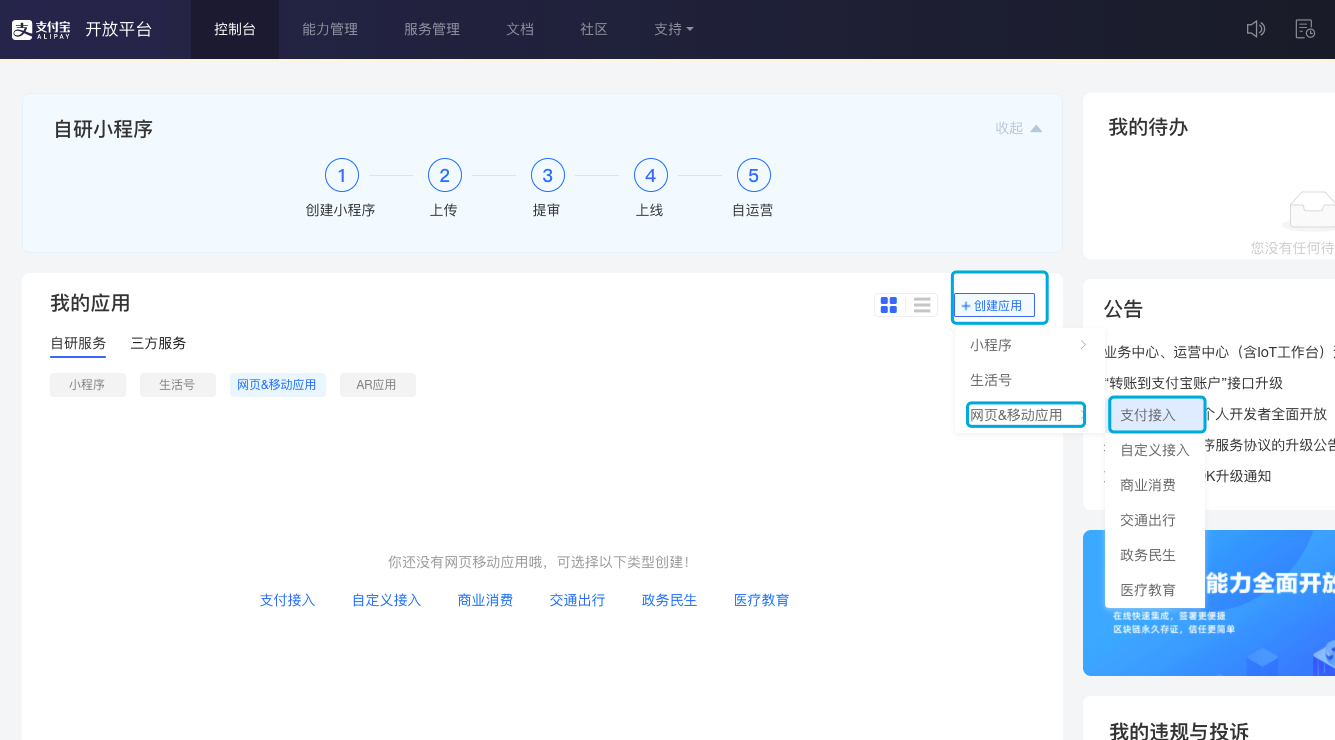 支付宝 ALIPAY 开放平台 控制台 能力管理 服务管理 文档 社区 支持
自研小程序
收起
1 2 3 4 5
创建小程序 上传 提审 上线 自运营
我的应用
+ 创建应用
自研服务 三方服务
小程序 生活号 网页&移动应用 AR应用
小程序
生活号
网页&移动应用
支付接入
自定义接入
商业消费
交通出行
政务民生
医疗教育
你还没有网页移动应用哦，可选择以下类型创建！
支付接入 自定义接入 商业消费 交通出行 政务民生 医疗教育
我的待办
您没有任何待
公告
业务中心、运营中心（含IoT工作台）
“转账到支付宝账户”接口升级
个人开发者全面开放
序服务协议的升级公告
K升级通知
能力全面开放
在线快速集成，签署更便捷
区块链永久存证，信任更简单
我的违规与投诉